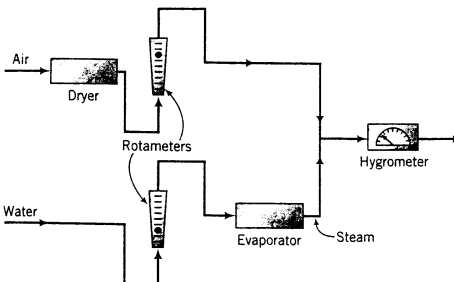 Air
Dryer
Rotameters
Hygrometer
Water
Evaporator
Steam